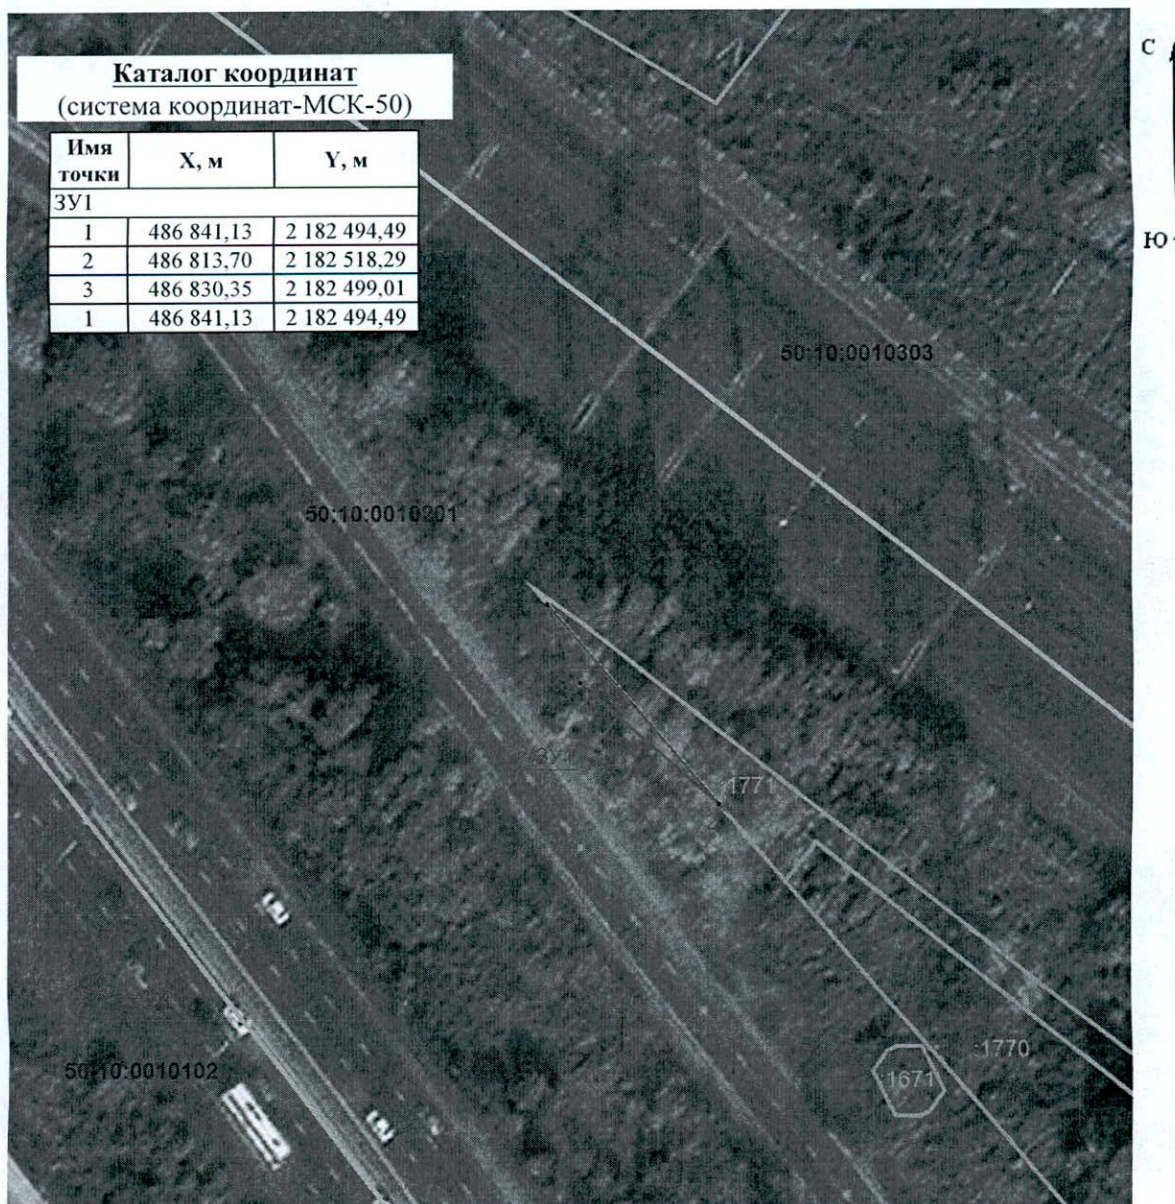 Каталог координат
(система координат-МСК-50)
Имя точки X, м Y, м
ЗУ1
1 486 841,13 2 182 494,49
2 486 813,70 2 182 518,29
3 486 830,35 2 182 499,01
1 486 841,13 2 182 494,49
С
Ю
50:10:0010303
50:10:0010201
:1771
:1770
:1671
50:10:0010102